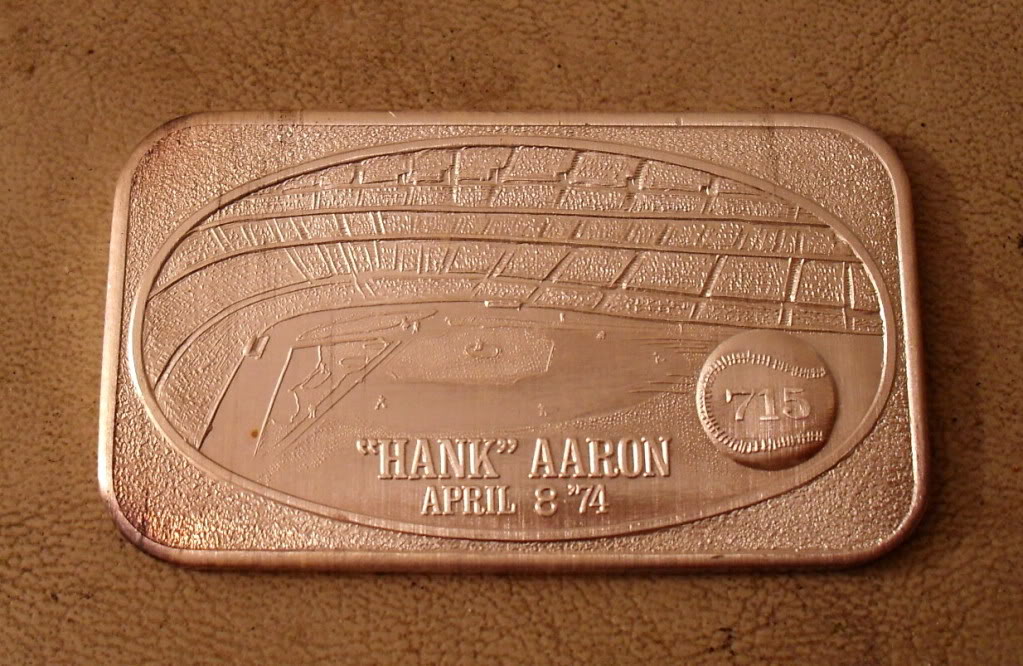 715
"HANK" AARON
APRIL 8 "74